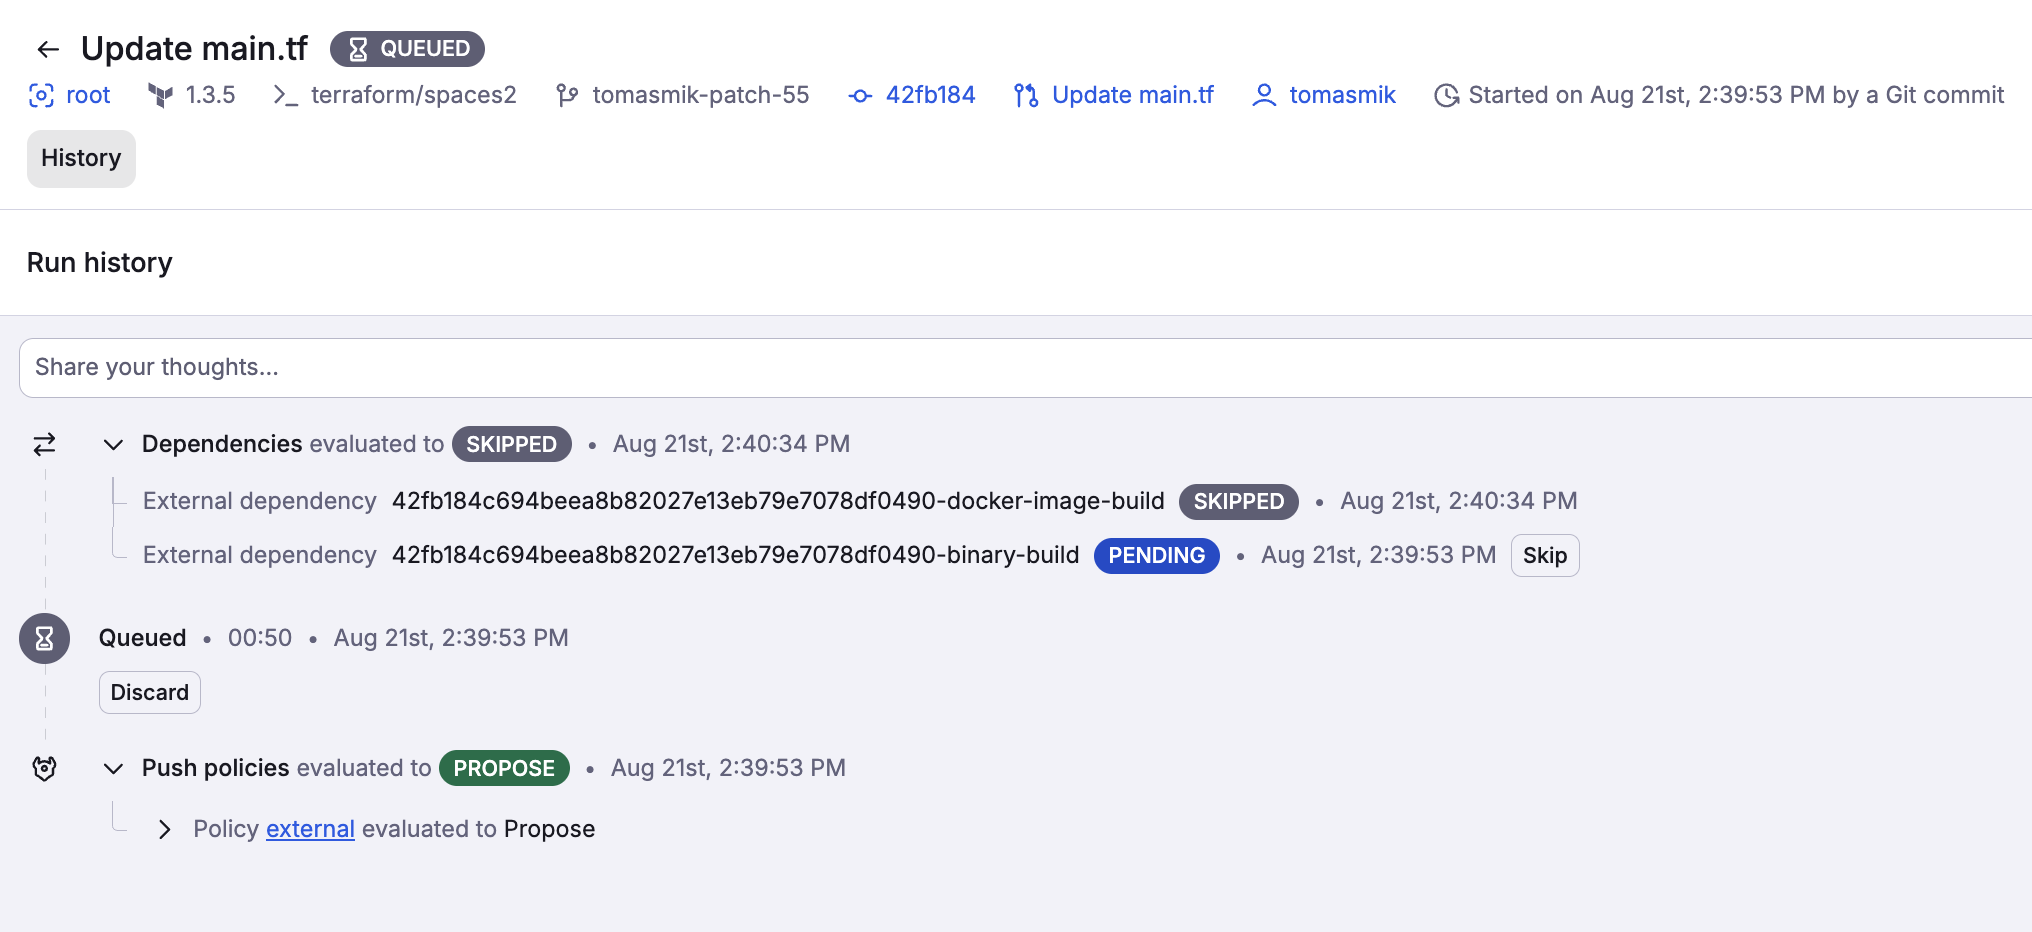 Update main.tf QUEUED
root 1.3.5 terraform/spaces2 tomasmik-patch-55 42fb184 Update main.tf tomasmik Started on Aug 21st, 2:39:53 PM by a Git commit
History
Run history
Share your thoughts...
Dependencies evaluated to SKIPPED • Aug 21st, 2:40:34 PM
External dependency 42fb184c694beea8b82027e13eb79e7078df0490-docker-image-build SKIPPED • Aug 21st, 2:40:34 PM
External dependency 42fb184c694beea8b82027e13eb79e7078df0490-binary-build PENDING • Aug 21st, 2:39:53 PM Skip
Queued • 00:50 • Aug 21st, 2:39:53 PM
Discard
Push policies evaluated to PROPOSE • Aug 21st, 2:39:53 PM
Policy external evaluated to Propose